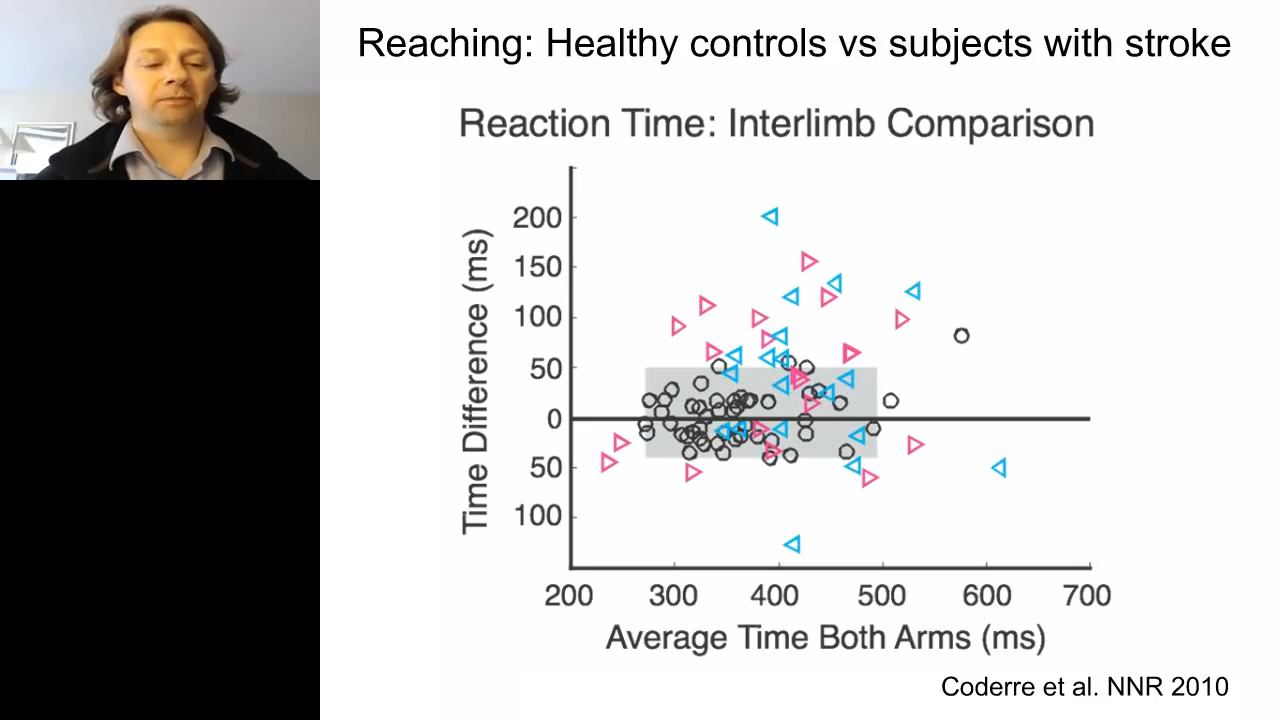 Reaching: Healthy controls vs subjects with stroke
Reaction Time: Interlimb Comparison
Time Difference (ms)
200
150
100
50
0
50
100
200 300 400 500 600 700
Average Time Both Arms (ms)
Coderre et al. NNR 2010